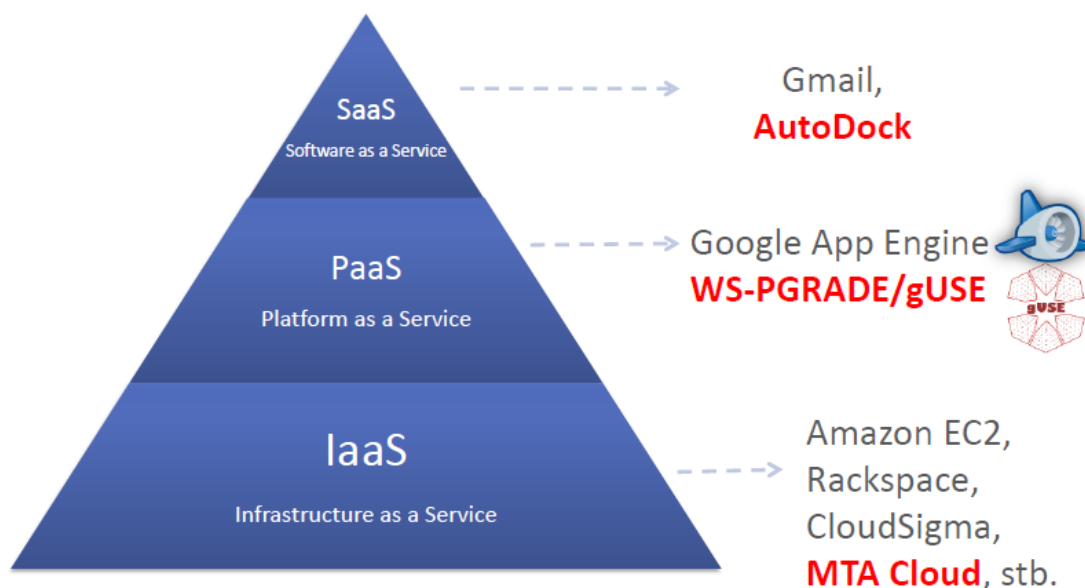 SaaS
Software as a Service
Gmail,
AutoDock
PaaS
Platform as a Service
Google App Engine
WS-PGRADE/gUSE
gUSE
IaaS
Infrastructure as a Service
Amazon EC2,
Rackspace,
CloudSigma,
MTA Cloud, stb.